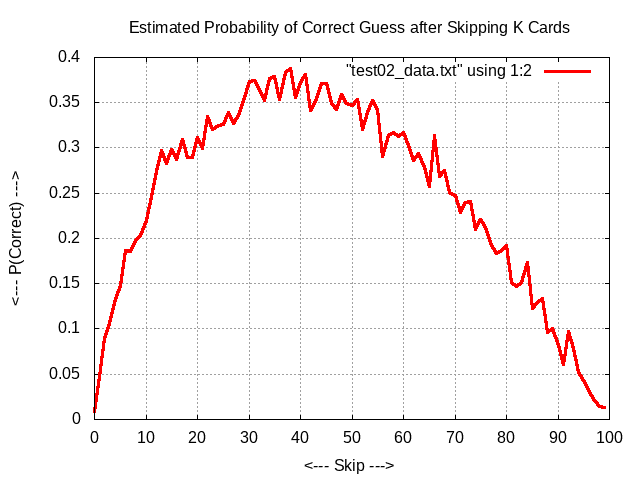 Estimated Probability of Correct Guess after Skipping K Cards
"test02_data.txt" using 1:2
0.4
0.35
0.3
0.25
0.2
0.15
0.1
0.05
0
<--- P(Correct) --->
0 10 20 30 40 50 60 70 80 90 100
<--- Skip --->